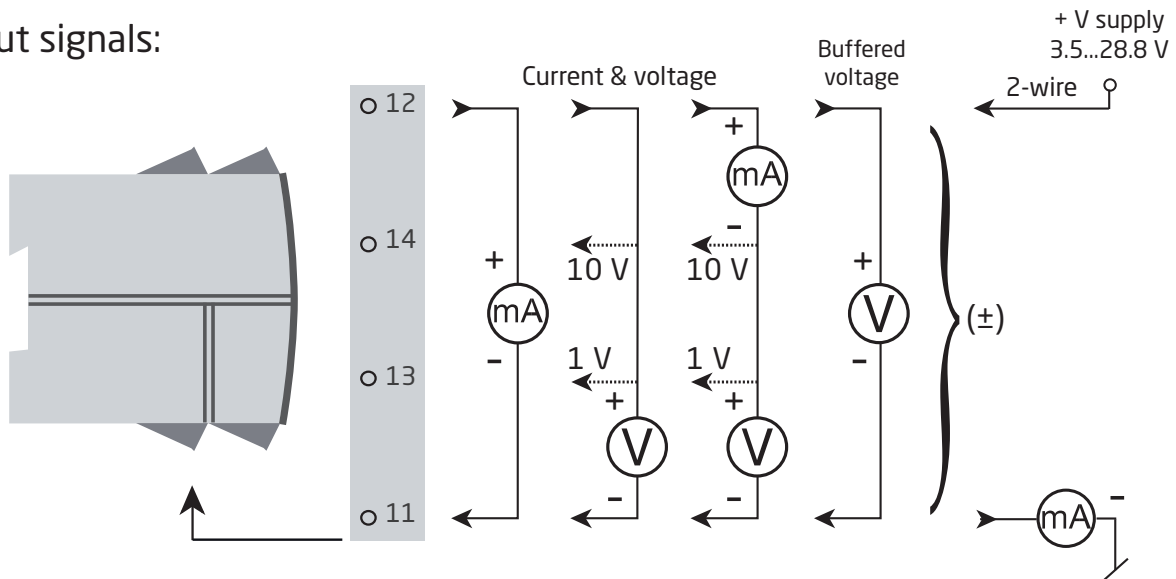 ut signals:
+ V supply
3.5...28.8 V
Buffered
voltage
Current & voltage
2-wire
12
+
mA
-
14
+
10 V
10 V
+
mA
V
(±)
-
1 V
1 V
-
13
+
+
V
V
-
-
-
11
mA